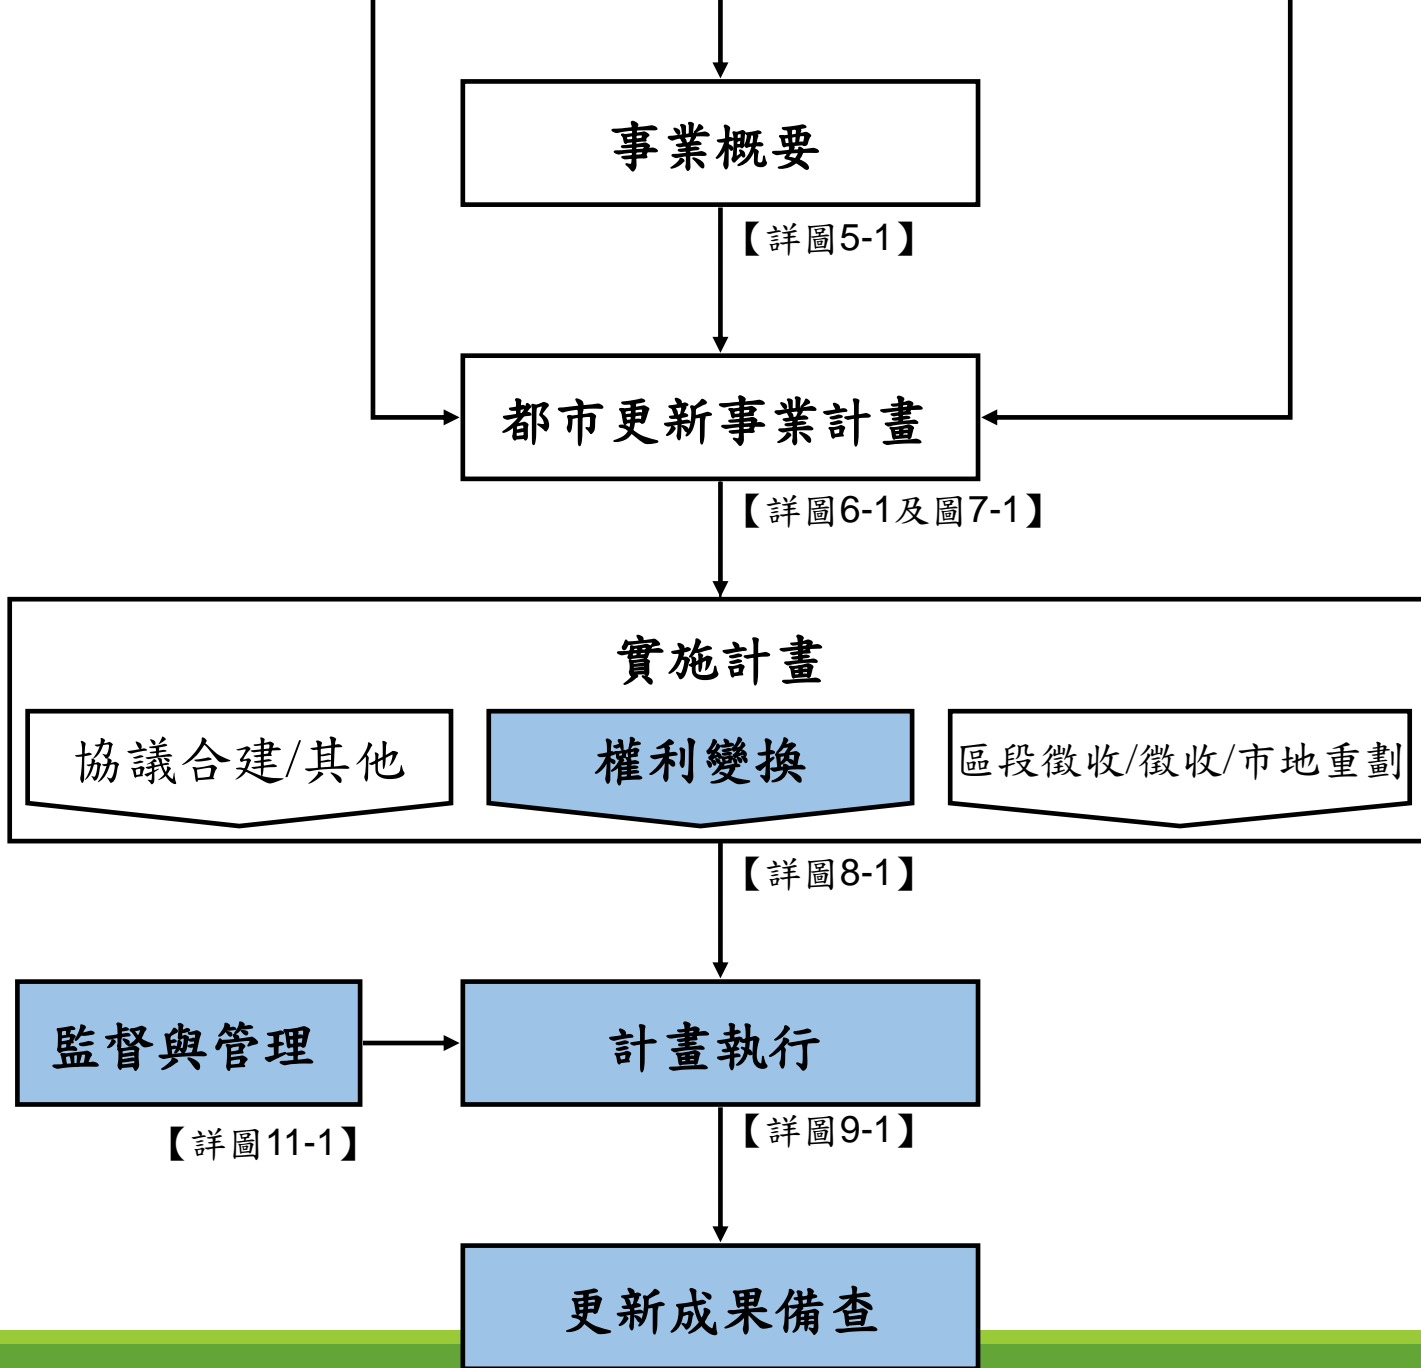 事業概要
【詳圖5-1】
都市更新事業計畫
【詳圖6-1及圖7-1】
實施計畫
協議合建/其他
權利變換
區段徵收/徵收/市地重劃
【詳圖8-1】
監督與管理
計畫執行
【詳圖11-1】
【詳圖9-1】
更新成果備查